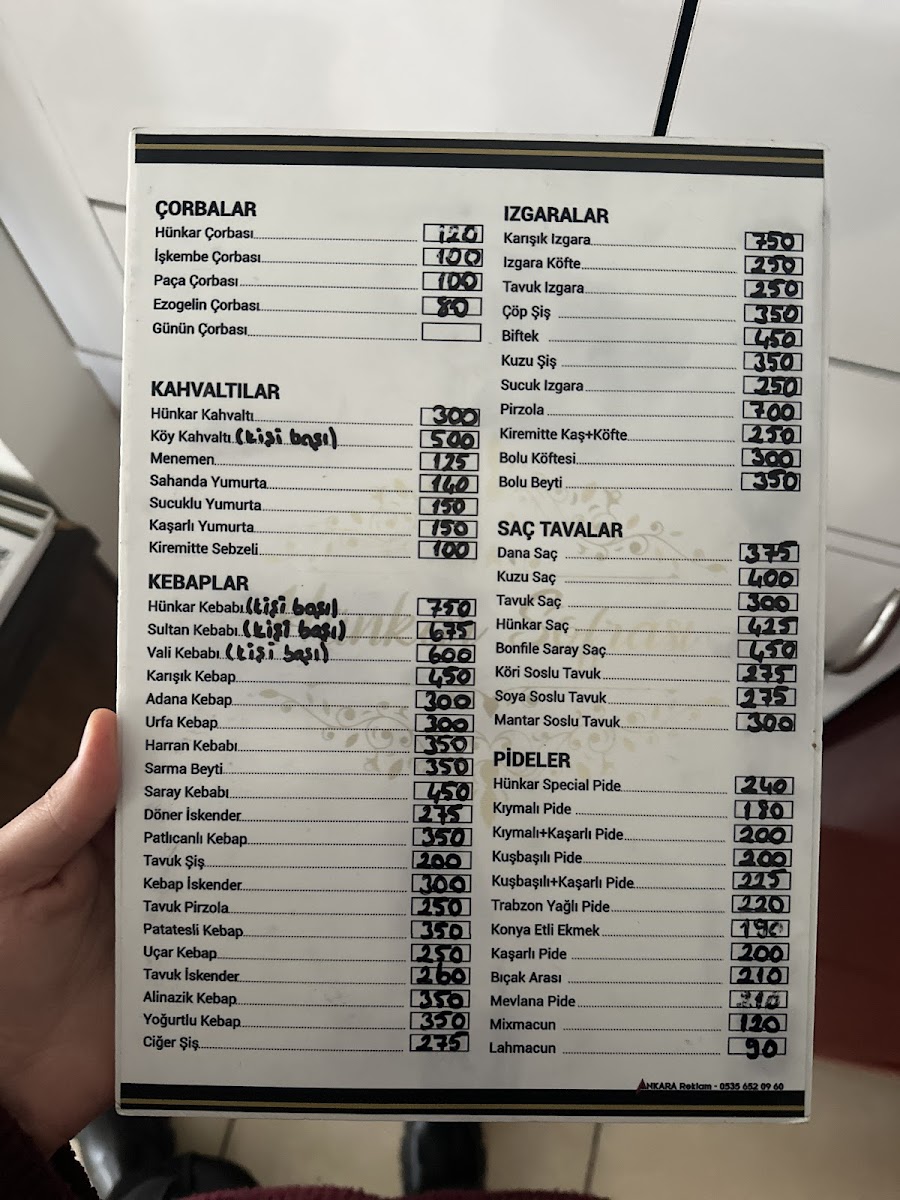 ÇORBALAR
Hünkar Çorbası 120
İşkembe Çorbası 100
Paça Çorbası 100
Ezogelin Çorbası 80
Günün Çorbası
KAHVALTILAR
Hünkar Kahvaltı 300
Köy Kahvaltı (kişi başı) 500
Menemen 125
Sahanda Yumurta 140
Sucuklu Yumurta 150
Kaşarlı Yumurta 150
Kiremitte Sebzeli 100
KEBAPLAR
Hünkar Kebabı (kişi başı) 750
Sultan Kebabı (kişi başı) 675
Vali Kebabı (kişi başı) 600
Karışık Kebap 450
Adana Kebap 300
Urfa Kebap 300
Harran Kebabı 350
Sarma Beyti 350
Saray Kebabı 450
Döner İskender 275
Patlıcanlı Kebap 350
Tavuk Şiş 200
Kebap İskender 300
Tavuk Pirzola 250
Patatesli Kebap 350
Uçar Kebap 250
Tavuk İskender 260
Alinazik Kebap 350
Yoğurtlu Kebap 350
Ciğer Şiş 275
IZGARALAR
Karışık Izgara 750
Izgara Köfte 250
Tavuk Izgara 250
Çöp Şiş 350
Biftek 450
Kuzu Şiş 350
Sucuk Izgara 250
Pirzola 700
Kiremitte Kaş+Köfte 250
Bolu Köftesi 300
Bolu Beyti 350
SAÇ TAVALAR
Dana Saç 375
Kuzu Saç 400
Tavuk Saç 300
Hünkar Saç 425
Bonfile Saray Saç 450
Köri Soslu Tavuk 275
Soya Soslu Tavuk 275
Mantar Soslu Tavuk 300
PİDELER
Hünkar Special Pide 240
Kıymalı Pide 180
Kıymalı+Kaşarlı Pide 200
Kuşbaşılı Pide 200
Kuşbaşılı+Kaşarlı Pide 225
Trabzon Yağlı Pide 220
Konya Etli Ekmek 190
Kaşarlı Pide 200
Bıçak Arası 210
Mevlana Pide 210
Mixmacun 120
Lahmacun 90
ANKARA Reklam - 0535 652 09 60